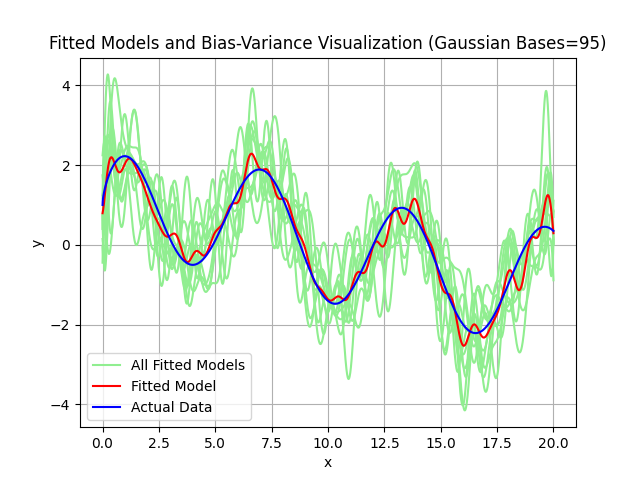 Fitted Models and Bias-Variance Visualization (Gaussian Bases=95)
4
2
0
−2
−4
y
All Fitted Models
Fitted Model
Actual Data
0.0 2.5 5.0 7.5 10.0 12.5 15.0 17.5 20.0
x